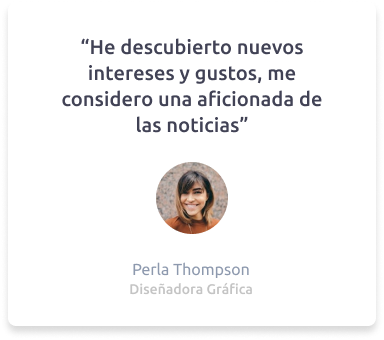 “He descubierto nuevos
intereses y gustos, me
considero una aficionada de
las noticias”
Perla Thompson
Diseñadora Gráfica